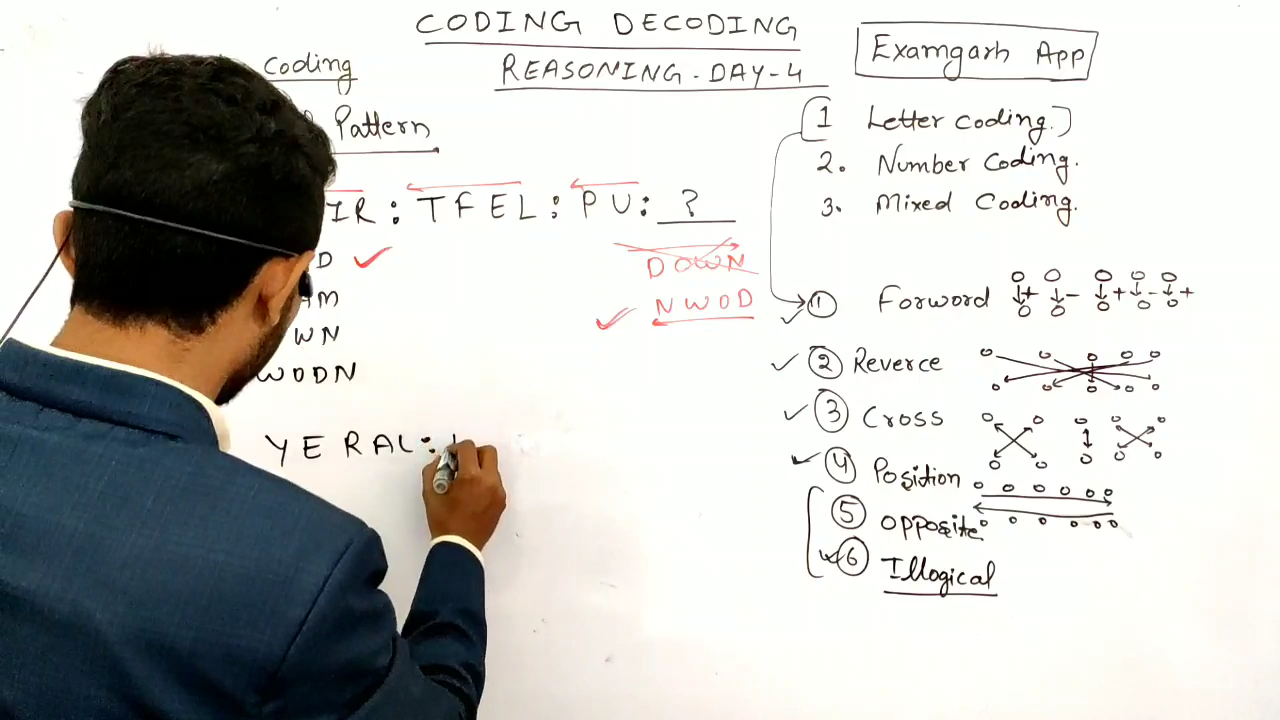 CODING DECODING
REASONING - DAY-4
Examgarh App
Coding
Pattern
IR : TFEL : PU : ?
D
DOWN
NWOD
WN
WODN
YERAL :
1 Letter Coding.
2. Number Coding.
3. Mixed Coding.
1 Forword + - + - +
2 Reverce
3 Cross
4 Position
5 opposite
6 Illogical